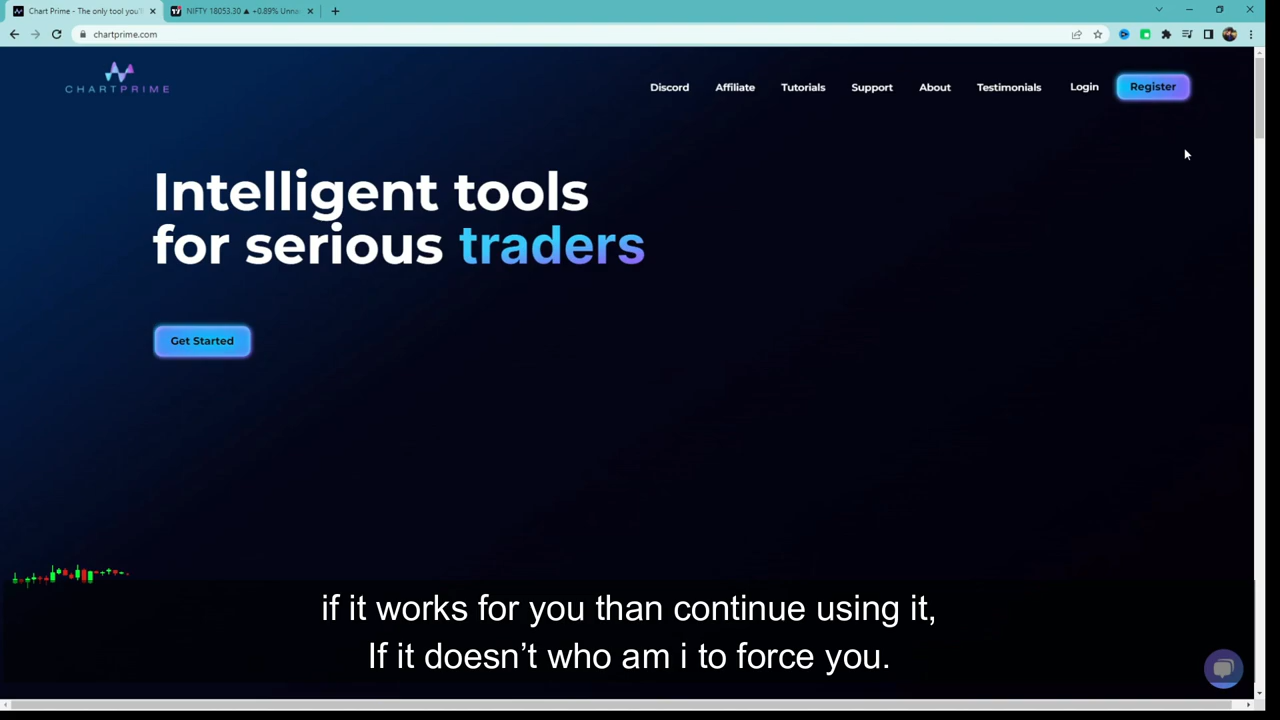 Chart Prime - The only tool you'l
NIFTY 18053.30 ▲ +0.89% Unna
chartprime.com
CHARTPRIME
Discord
Affiliate
Tutorials
Support
About
Testimonials
Login
Register
Intelligent tools
for serious traders
Get Started
if it works for you than continue using it,
If it doesn’t who am i to force you.